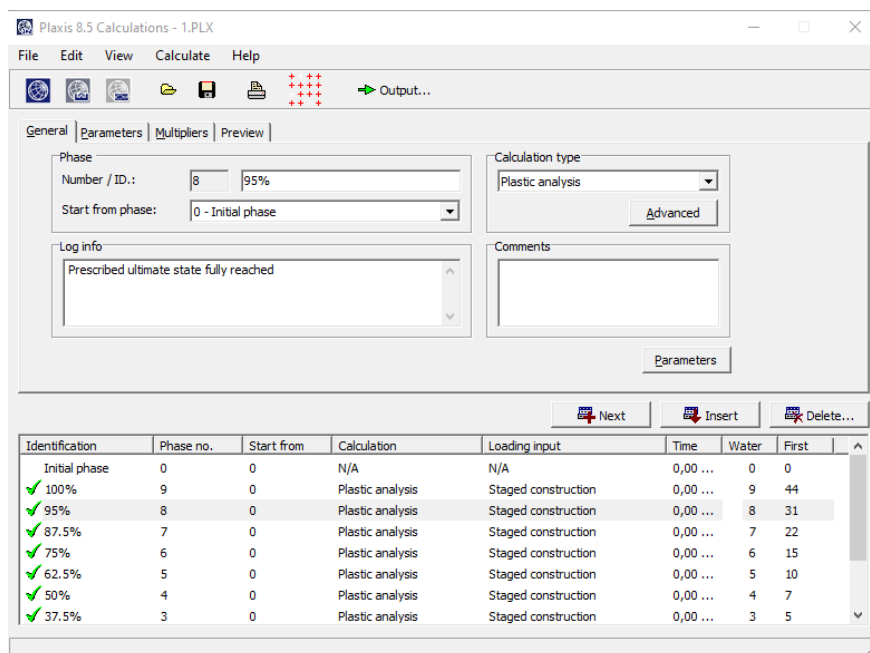 Plaxis 8.5 Calculations - 1.PLX
File Edit View Calculate Help
Output...
General Parameters Multipliers Preview
Phase
Number / ID.: 8 95%
Start from phase: 0 - Initial phase
Calculation type
Plastic analysis
Advanced
Log info
Prescribed ultimate state fully reached
Comments
Parameters
Next Insert Delete...
Identification Phase no. Start from Calculation Loading input Time Water First
Initial phase 0 0 N/A N/A 0,00 ... 0 0
100% 9 0 Plastic analysis Staged construction 0,00 ... 9 44
95% 8 0 Plastic analysis Staged construction 0,00 ... 8 31
87.5% 7 0 Plastic analysis Staged construction 0,00 ... 7 22
75% 6 0 Plastic analysis Staged construction 0,00 ... 6 15
62.5% 5 0 Plastic analysis Staged construction 0,00 ... 5 10
50% 4 0 Plastic analysis Staged construction 0,00 ... 4 7
37.5% 3 0 Plastic analysis Staged construction 0,00 ... 3 5